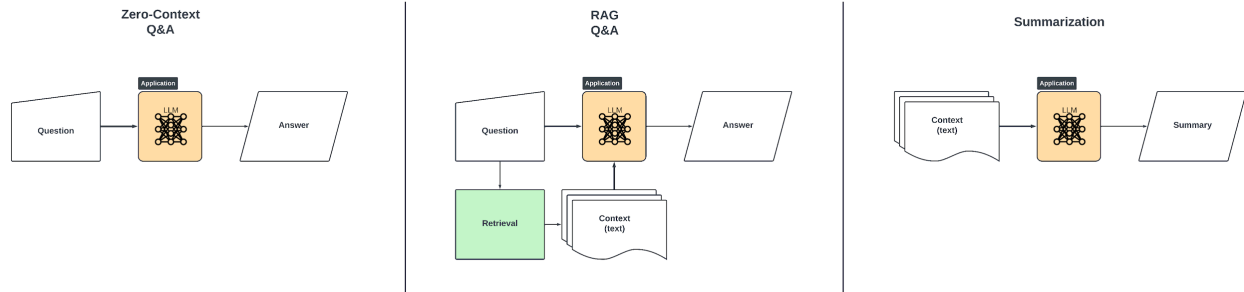 Zero-Context
Q&A
Application
LLM
Question
Answer
RAG
Q&A
Application
LLM
Question
Answer
Retrieval
Context
(text)
Summarization
Application
LLM
Context
(text)
Summary